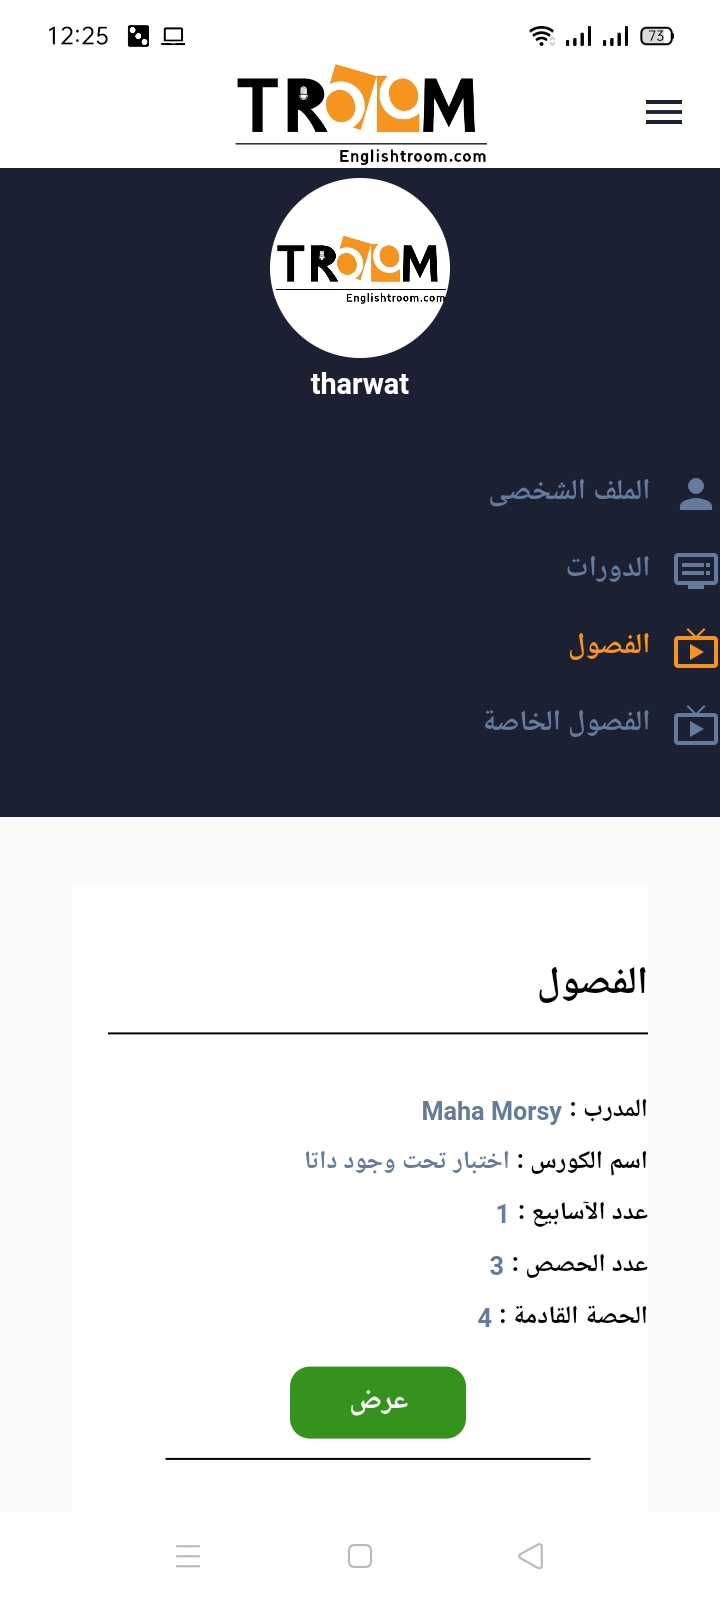 12:25
73
TROOM
Englishtroom.com
TROOM
Englishtroom.com
tharwat
الملف الشخصى
الدورات
الفصول
الفصول الخاصة
الفصول
المدرب : Maha Morsy
اسم الكورس : اختبار تحت وجود داتا
عدد الآسابيع : 1
عدد الحصص : 3
الحصة القادمة : 4
عرض